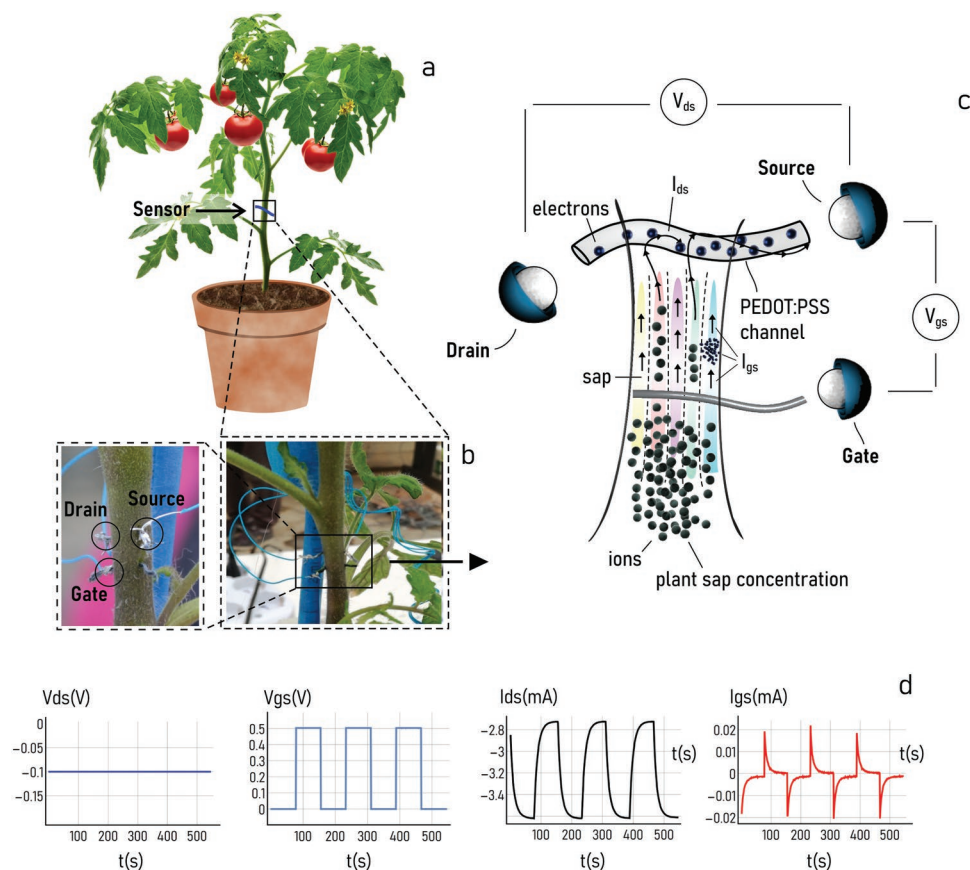 a
Sensor
b
Drain
Source
Gate
c
Vds
Source
Ids
electrons
PEDOT:PSS
channel
Drain
Vgs
sap
Igs
Gate
ions
plant sap concentration
d
Vds(V)
0
−0.05
−0.1
−0.15
100 200 300 400 500
t(s)
Vgs(V)
0.5
0.4
0.3
0.2
0.1
0
100 200 300 400 500
t(s)
Ids(mA)
−2.8
−3
−3.2
−3.4
t(s)
100 200 300 400 500
t(s)
Igs(mA)
0.02
0.01
0
−0.01
−0.02
t(s)
100 200 300 400 500
t(s)